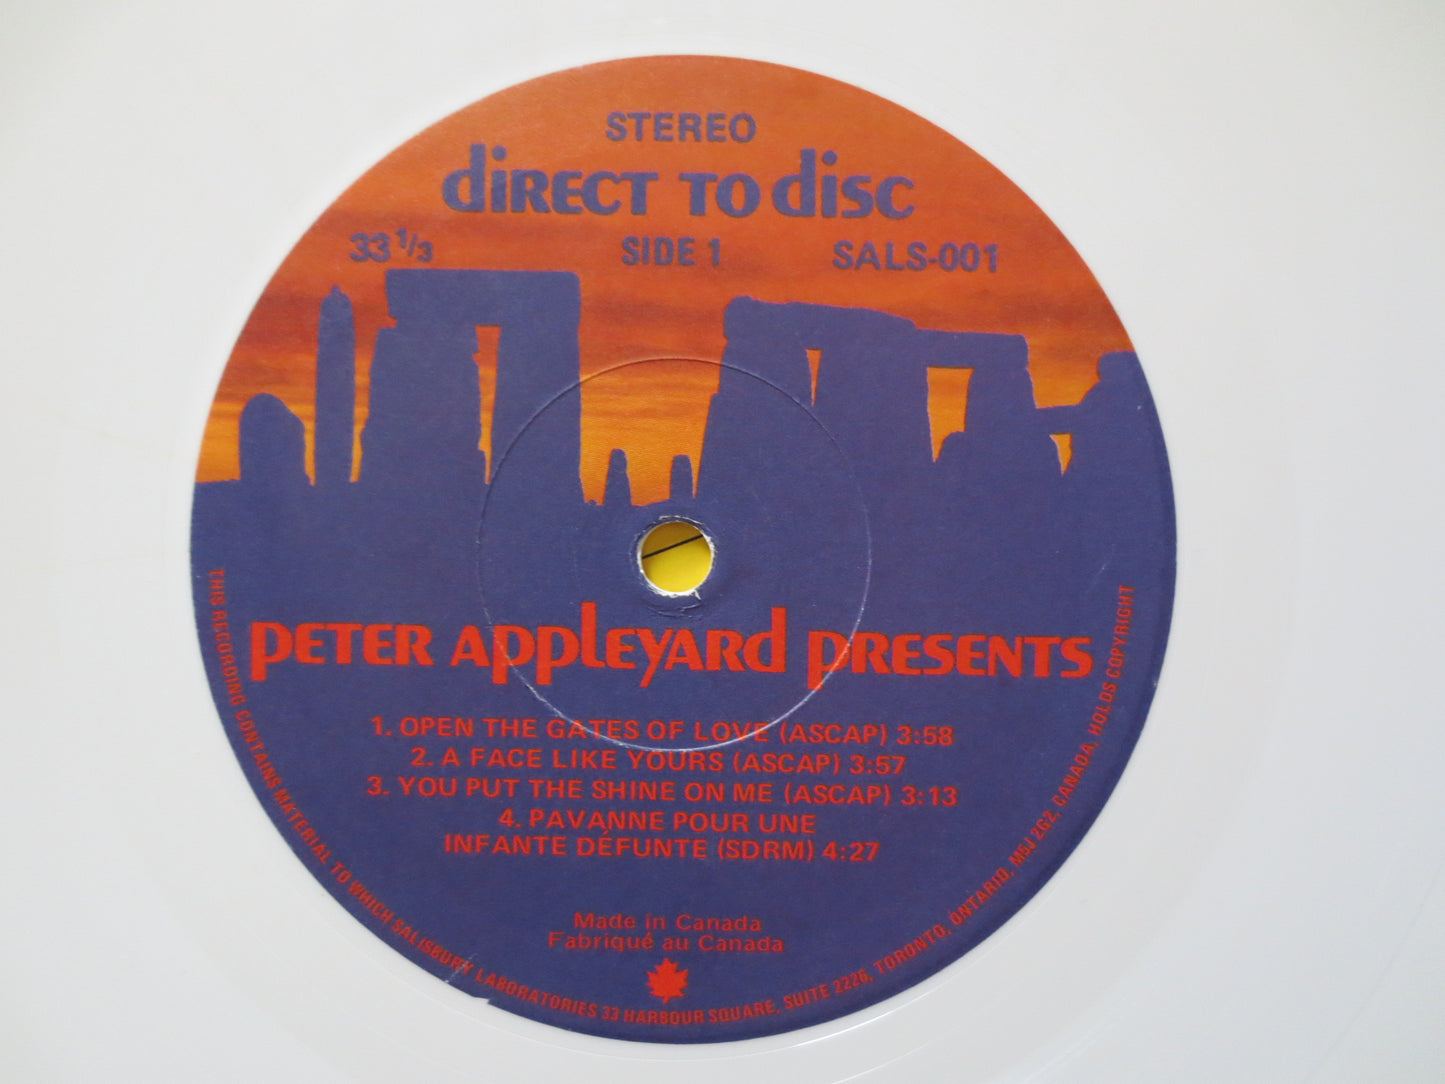 STEREO
diRECT TO disc
33 1/3 SIDE 1 SALS-001
PETER AppLEYARd PRESENTS
1. OPEN THE GATES OF LOVE (ASCAP) 3:58
2. A FACE LIKE YOURS (ASCAP) 3:57
3. YOU PUT THE SHINE ON ME (ASCAP) 3:13
4. PAVANNE POUR UNE
INFANTE DÉFUNTE (SDRM) 4:27
Made in Canada
Fabriqué au Canada
THIS RECORDING CONTAINS MATERIAL TO WHICH SALISBURY LABORATORIES 33 HARBOUR SQUARE, SUITE 2226, TORONTO, ONTARIO, M5J 2G2, CANADA, HOLDS COPYRIGHT